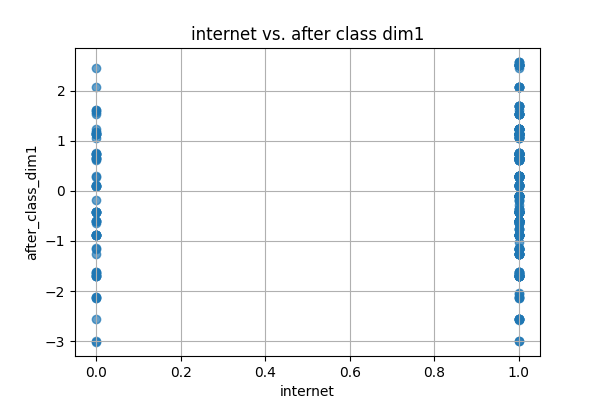 internet vs. after class dim1
after_class_dim1
2
1
0
−1
−2
−3
0.0 0.2 0.4 0.6 0.8 1.0
internet